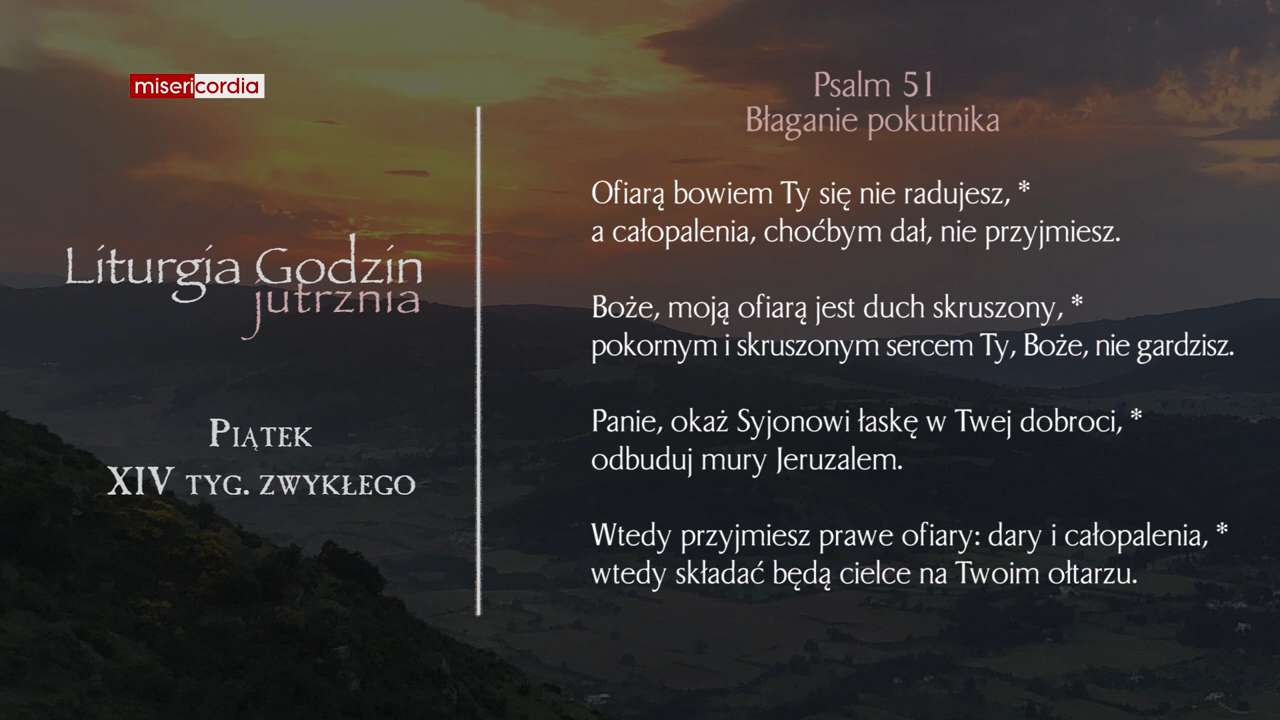 misericordia
Liturgia Godzin
jutrznia
Piątek
XIV tyg. zwykłego
Psalm 51
Błaganie pokutnika
Ofiarą bowiem Ty się nie radujesz, *
a całopalenia, choćbym dał, nie przyjmiesz.
Boże, moją ofiarą jest duch skruszony, *
pokornym i skruszonym sercem Ty, Boże, nie gardzisz.
Panie, okaż Syjonowi łaskę w Twej dobroci, *
odbuduj mury Jeruzalem.
Wtedy przyjmiesz prawe ofiary: dary i całopalenia, *
wtedy składać będą cielce na Twoim ołtarzu.